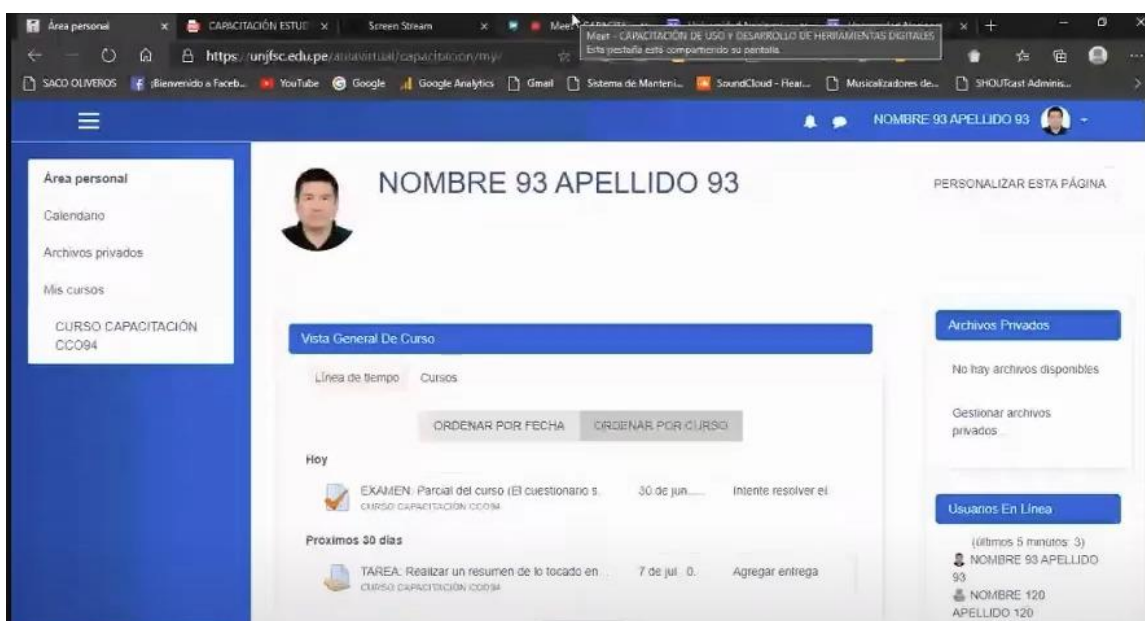 Área personal
CAPACITACIÓN ESTUD
Screen Stream
Meet
Meet - CAPACITACIÓN DE USO Y DESARROLLO DE HERRAMIENTAS DIGITALES
Esta pestaña está compartiendo su pantalla.
https://unjfsc.edu.pe/aulavirtual/capacitacion/my/
SACO OLIVEROS
¡Bienvenido a Faceb...
YouTube
Google
Google Analytics
Gmail
Sistema de Manteni...
SoundCloud - Hear...
Musicalizadores de...
SHOUTcast Adminis...
NOMBRE 93 APELLIDO 93
Área personal
Calendario
Archivos privados
Mis cursos
CURSO CAPACITACIÓN
CCO94
NOMBRE 93 APELLIDO 93
PERSONALIZAR ESTA PÁGINA
Vista General De Curso
Línea de tiempo
Cursos
ORDENAR POR FECHA
ORDENAR POR CURSO
Hoy
EXAMEN: Parcial del curso (El cuestionario s.
30 de jun......
Intente resolver el
CURSO CAPACITACIÓN CCO94
Próximos 30 días
TAREA: Realizar un resumen de lo tocado en ...
7 de jul
Agregar entrega
CURSO CAPACITACIÓN CCO94
Archivos Privados
No hay archivos disponibles
Gestionar archivos
privados...
Usuarios En Línea
(últimos 5 minutos: 3)
NOMBRE 93 APELLIDO
93
NOMBRE 120
APELLIDO 120